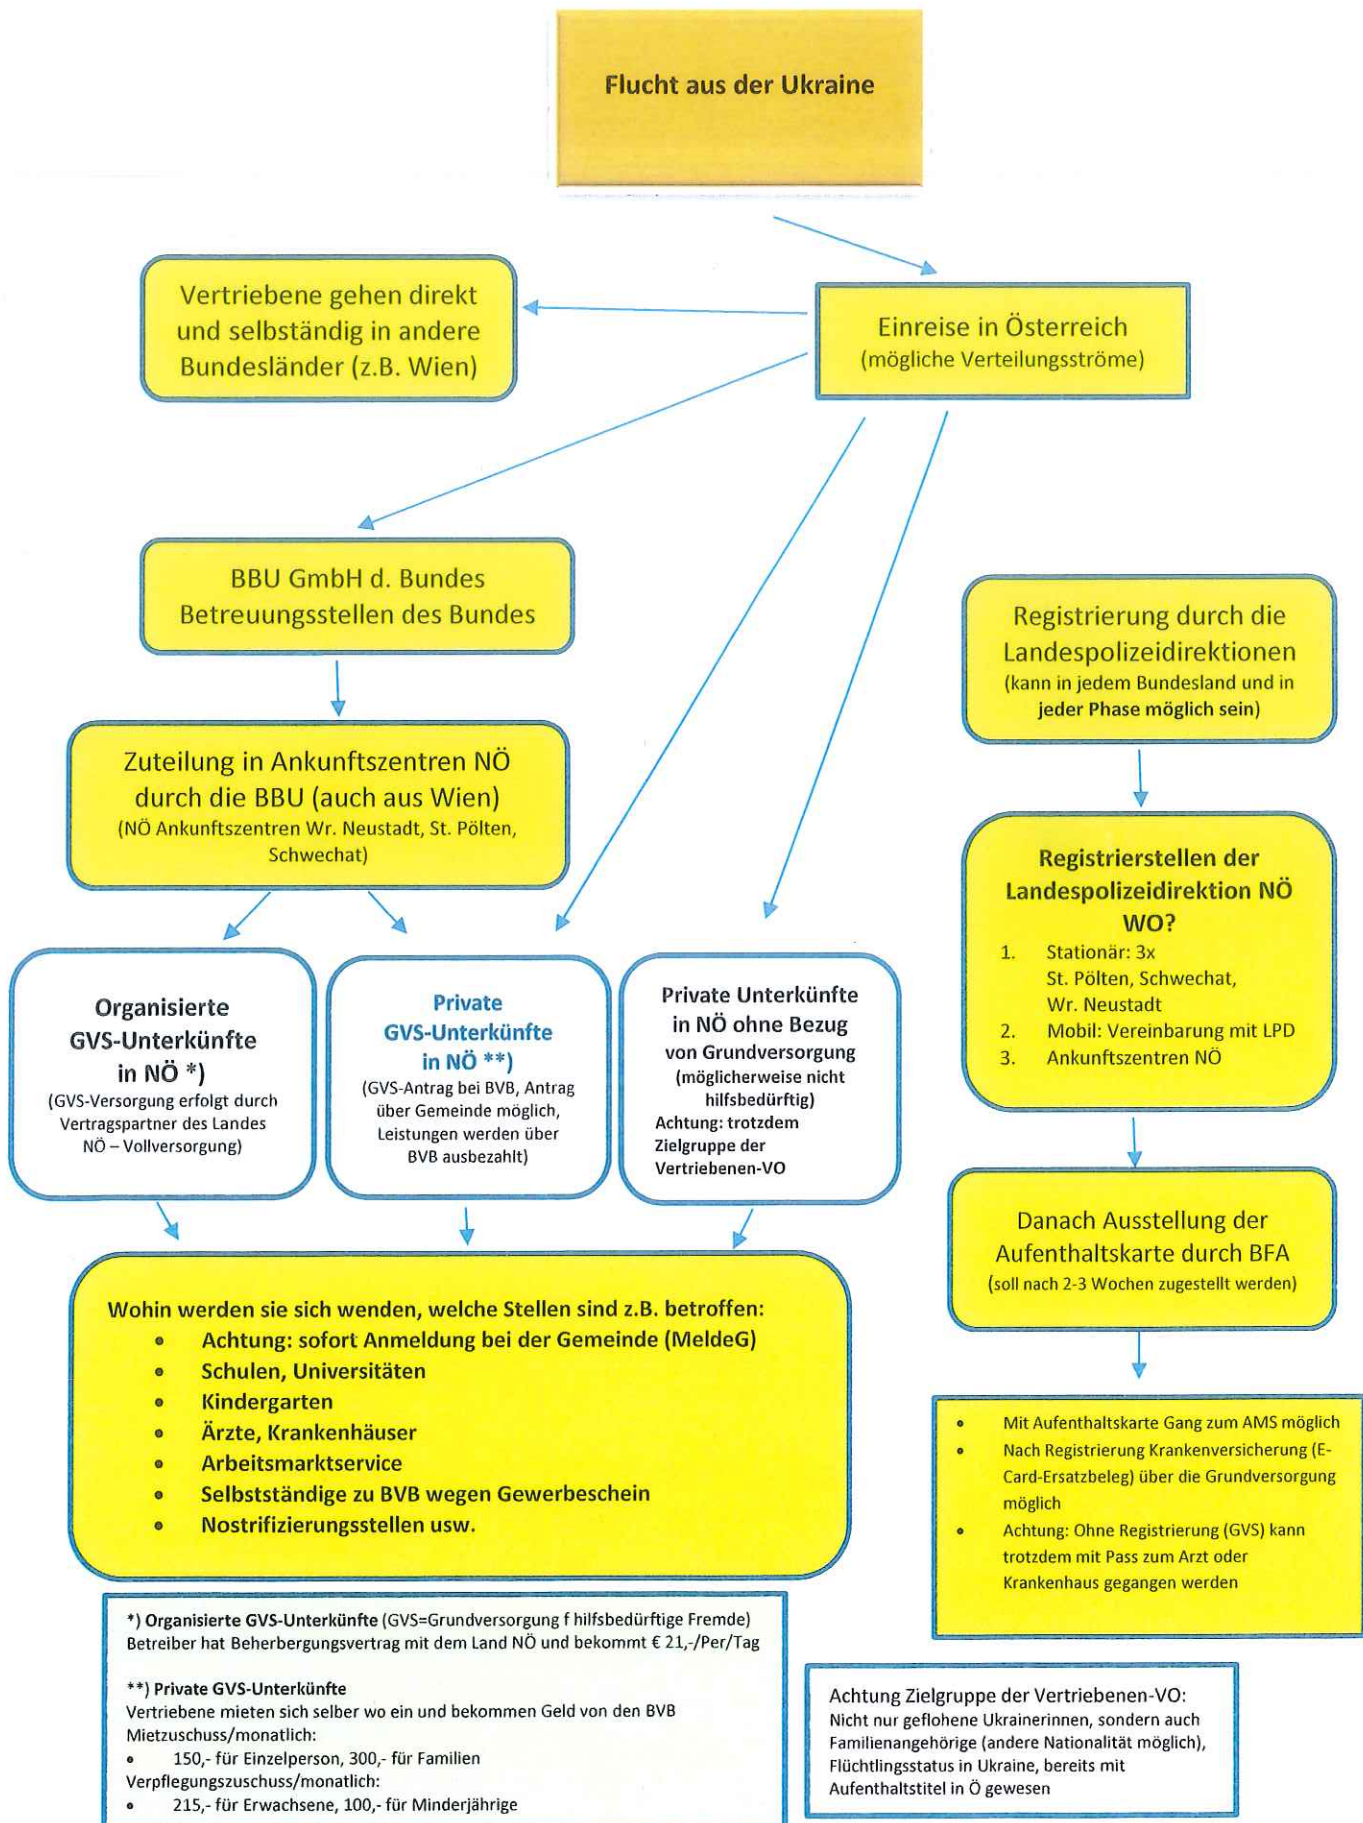 Flucht aus der Ukraine
Vertriebene gehen direkt
und selbständig in andere
Bundesländer (z.B. Wien)
Einreise in Österreich
(mögliche Verteilungsströme)
BBU GmbH d. Bundes
Betreuungsstellen des Bundes
Zuteilung in Ankunftszentren NÖ
durch die BBU (auch aus Wien)
(NÖ Ankunftszentren Wr. Neustadt, St. Pölten,
Schwechat)
Organisierte
GVS-Unterkünfte
in NÖ *)
(GVS-Versorgung erfolgt durch
Vertragspartner des Landes
NÖ – Vollversorgung)
Private
GVS-Unterkünfte
in NÖ **)
(GVS-Antrag bei BVB, Antrag
über Gemeinde möglich,
Leistungen werden über
BVB ausbezahlt)
Private Unterkünfte
in NÖ ohne Bezug
von Grundversorgung
(möglicherweise nicht
hilfsbedürftig)
Achtung: trotzdem
Zielgruppe der
Vertriebenen-VO
Wohin werden sie sich wenden, welche Stellen sind z.B. betroffen:
• Achtung: sofort Anmeldung bei der Gemeinde (MeldeG)
• Schulen, Universitäten
• Kindergarten
• Ärzte, Krankenhäuser
• Arbeitsmarktservice
• Selbstständige zu BVB wegen Gewerbeschein
• Nostrifizierungsstellen usw.
*) Organisierte GVS-Unterkünfte (GVS=Grundversorgung f hilfsbedürftige Fremde)
Betreiber hat Beherbergungsvertrag mit dem Land NÖ und bekommt € 21,-/Per/Tag
**) Private GVS-Unterkünfte
Vertriebene mieten sich selber wo ein und bekommen Geld von den BVB
Mietzuschuss/monatlich:
• 150,- für Einzelperson, 300,- für Familien
Verpflegungszuschuss/monatlich:
• 215,- für Erwachsene, 100,- für Minderjährige
Registrierung durch die
Landespolizeidirektionen
(kann in jedem Bundesland und in
jeder Phase möglich sein)
Registrierstellen der
Landespolizeidirektion NÖ
WO?
1. Stationär: 3x
St. Pölten, Schwechat,
Wr. Neustadt
2. Mobil: Vereinbarung mit LPD
3. Ankunftszentren NÖ
Danach Ausstellung der
Aufenthaltskarte durch BFA
(soll nach 2-3 Wochen zugestellt werden)
• Mit Aufenthaltskarte Gang zum AMS möglich
• Nach Registrierung Krankenversicherung (E-
Card-Ersatzbeleg) über die Grundversorgung
möglich
• Achtung: Ohne Registrierung (GVS) kann
trotzdem mit Pass zum Arzt oder
Krankenhaus gegangen werden
Achtung Zielgruppe der Vertriebenen-VO:
Nicht nur geflohene Ukrainerinnen, sondern auch
Familienangehörige (andere Nationalität möglich),
Flüchtlingsstatus in Ukraine, bereits mit
Aufenthaltstitel in Ö gewesen